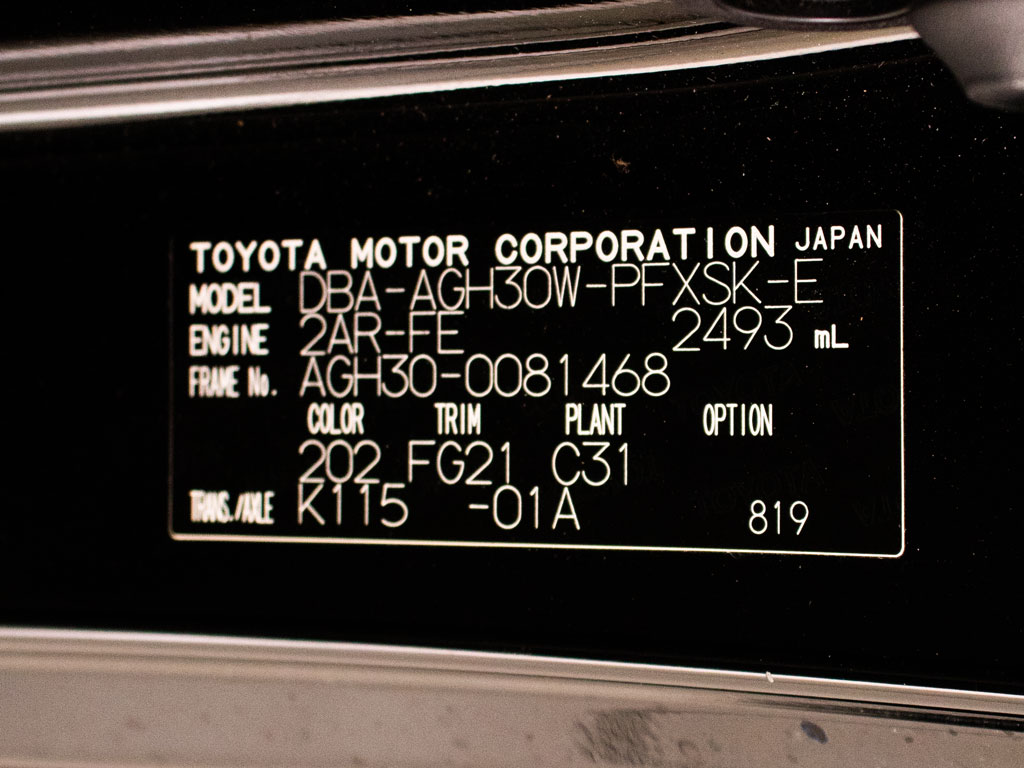 TOYOTA MOTOR CORPORATION JAPAN
MODEL DBA-AGH30W-PFXSK-E
ENGINE 2AR-FE 2493 mL
FRAME No. AGH30-0081468
COLOR TRIM PLANT OPTION
202 FG21 C31
TRANS./AXLE K115 -01A 819